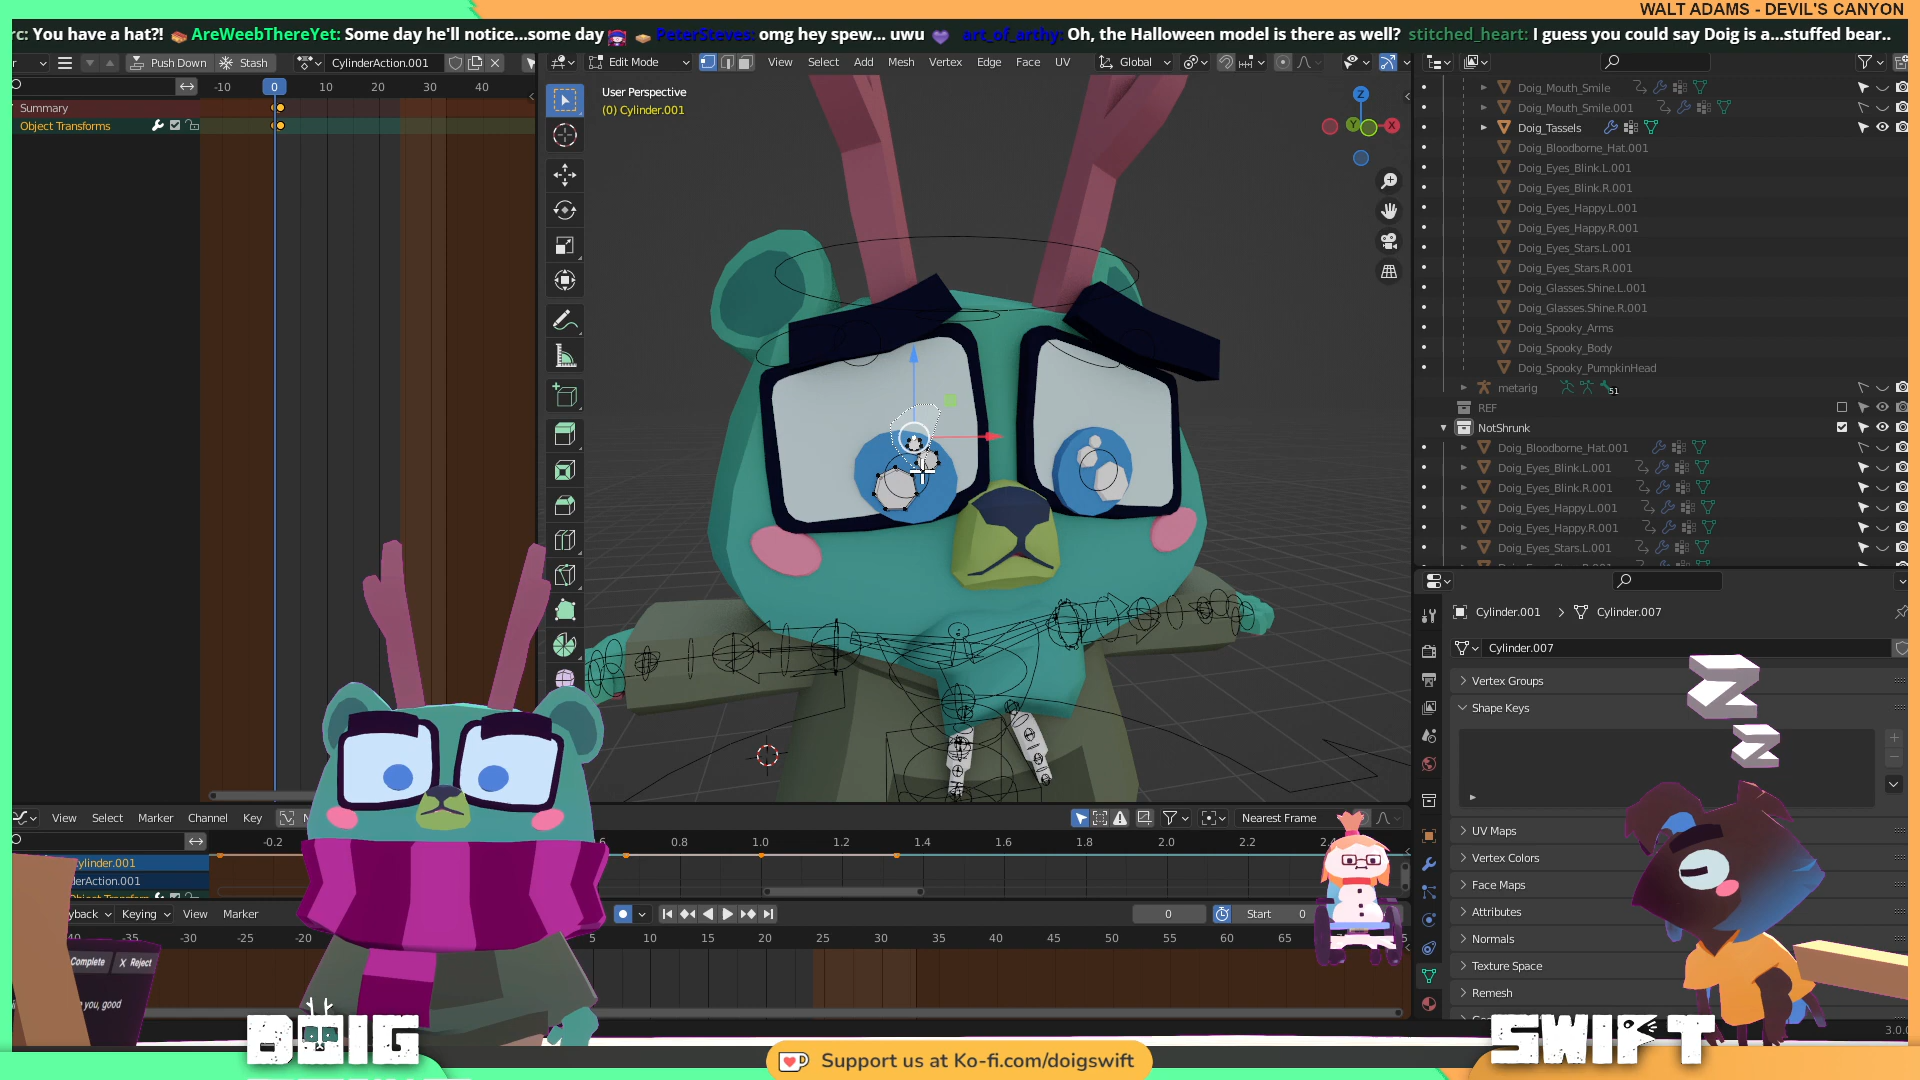 WALT ADAMS - DEVIL'S CANYON
rc: You have a hat?! AreWeebThereYet: Some day he'll notice...some day PeterSteves: omg hey spew... uwu art_of_arthy: Oh, the Halloween model is there as well? stitched_heart: I guess you could say Doig is a...stuffed bear..
Push Down Stash CylinderAction.001
Edit Mode View Select Add Mesh Vertex Edge Face UV Global
-10 0 10 20 30 40
Summary
Object Transforms
User Perspective
(0) Cylinder.001
Z
Y
X
Doig_Mouth_Smile
Doig_Mouth_Smile.001
Doig_Tassels
Doig_Bloodborne_Hat.001
Doig_Eyes_Blink.L.001
Doig_Eyes_Blink.R.001
Doig_Eyes_Happy.L.001
Doig_Eyes_Happy.R.001
Doig_Eyes_Stars.L.001
Doig_Eyes_Stars.R.001
Doig_Glasses.Shine.L.001
Doig_Glasses.Shine.R.001
Doig_Spooky_Arms
Doig_Spooky_Body
Doig_Spooky_PumpkinHead
metarig 51
REF
NotShrunk
Doig_Bloodborne_Hat.001
Doig_Eyes_Blink.L.001
Doig_Eyes_Blink.R.001
Doig_Eyes_Happy.L.001
Doig_Eyes_Happy.R.001
Doig_Eyes_Stars.L.001
Cylinder.001 Cylinder.007
Cylinder.007
Vertex Groups
Shape Keys
UV Maps
Vertex Colors
Face Maps
Attributes
Normals
Texture Space
Remesh
3.0.
View Select Marker Channel Key
Nearest Frame
-0.2 0.8 1.0 1.2 1.4 1.6 1.8 2.0 2.2
Cylinder.001
derAction.001
yback Keying View Marker
0 Start 0
-35 -30 -25 -20 5 10 15 20 25 30 35 40 45 50 55 60 65
Complete X Reject
you, good
DOIG
SWIFT
Support us at Ko-fi.com/doigswift
Z
Z